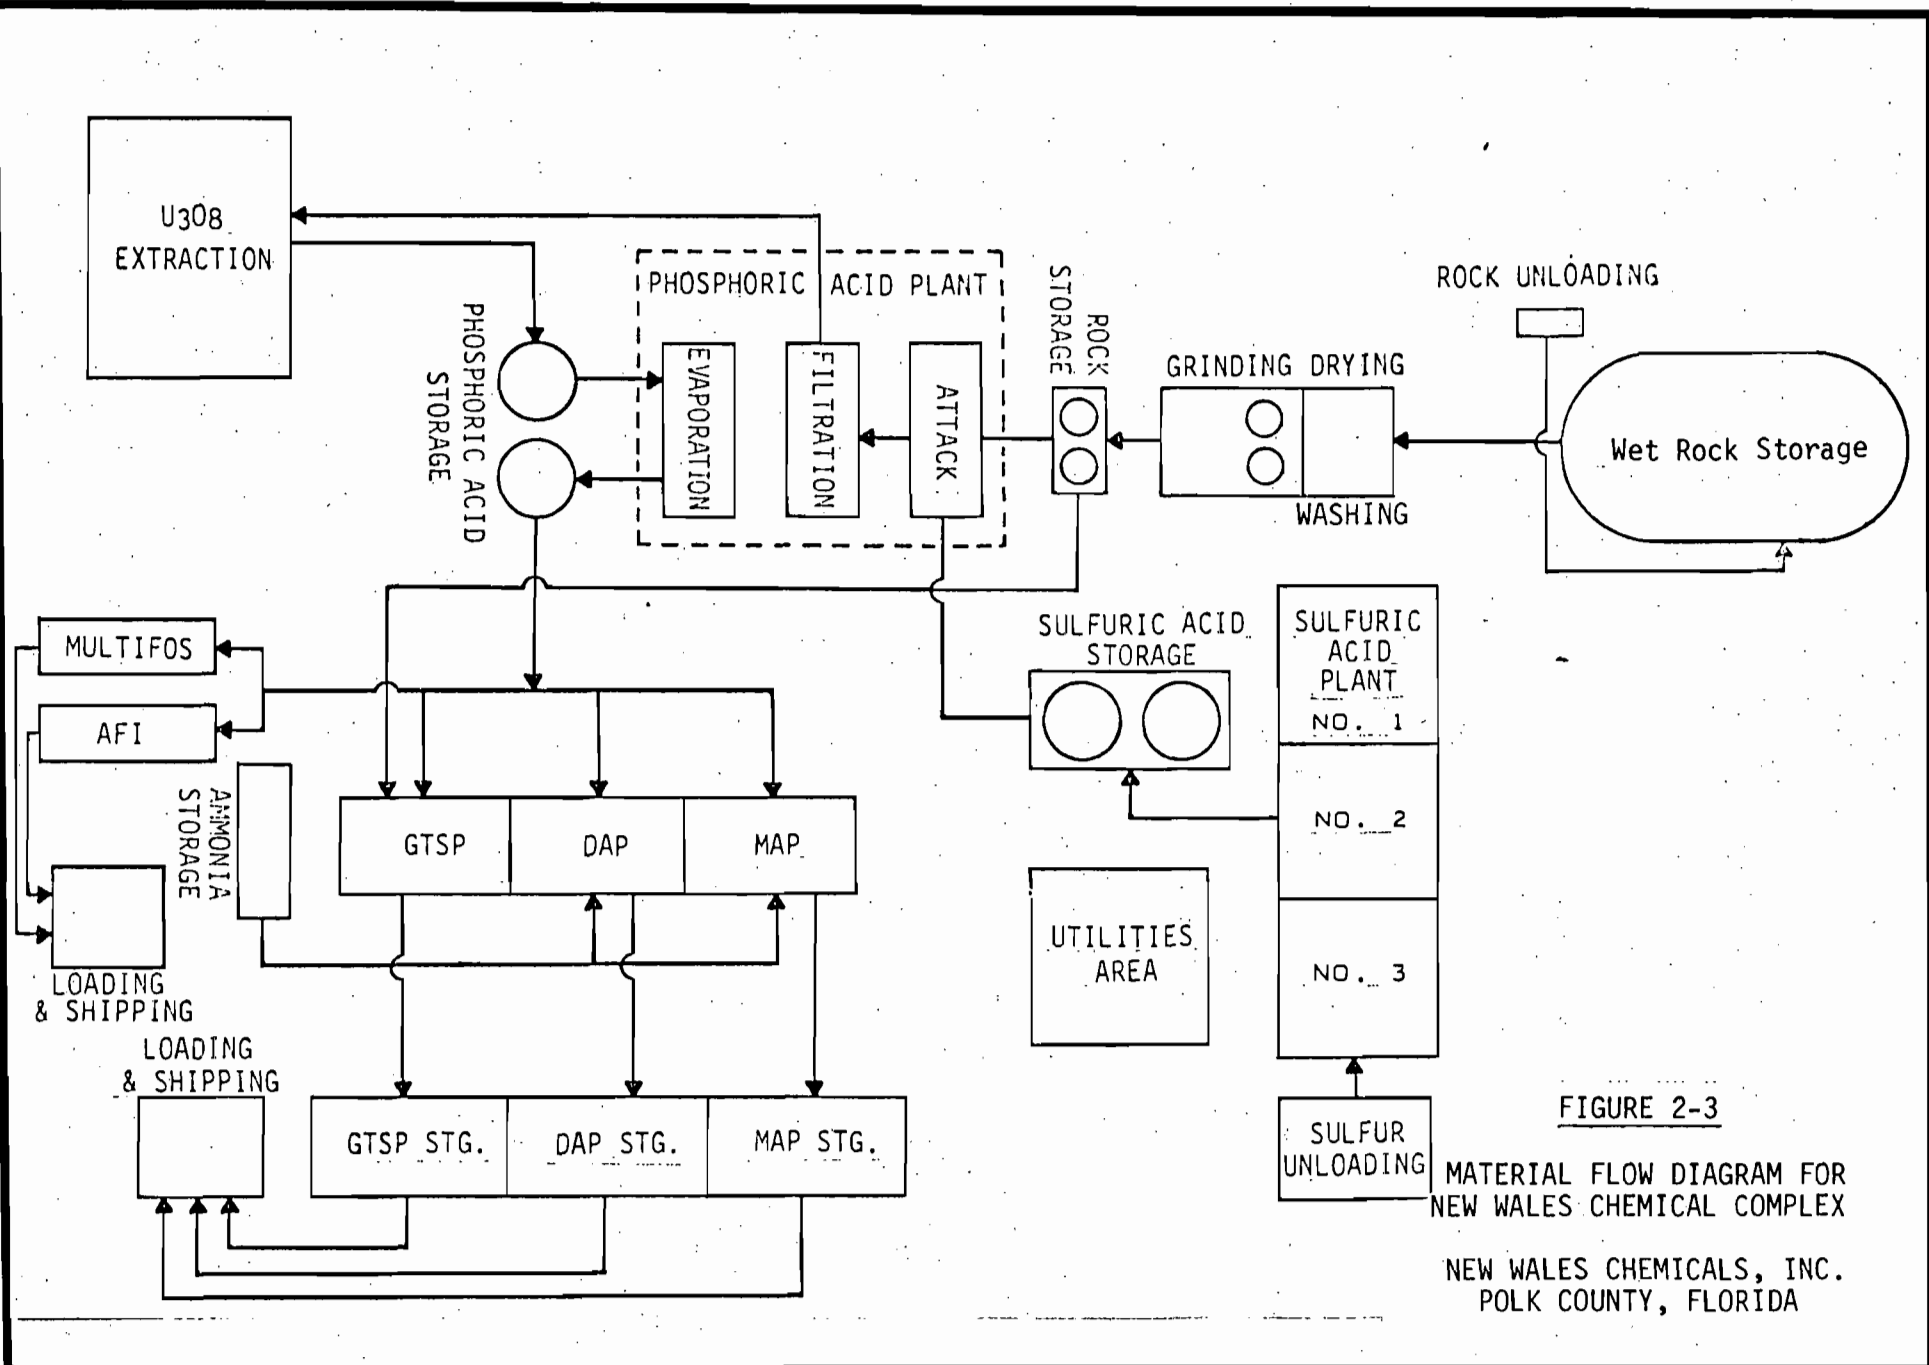 U3O8
EXTRACTION
PHOSPHORIC ACID
STORAGE
PHOSPHORIC ACID PLANT
EVAPORATION
FILTRATION
ATTACK
ROCK
STORAGE
GRINDING DRYING
WASHING
ROCK UNLOADING
Wet Rock Storage
MULTIFOS
AFI
AMMONIA
STORAGE
LOADING
& SHIPPING
GTSP
DAP
MAP
SULFURIC ACID
STORAGE
SULFURIC
ACID
PLANT
NO. 1
NO. 2
NO. 3
UTILITIES
AREA
LOADING
& SHIPPING
GTSP STG.
DAP STG.
MAP STG.
SULFUR
UNLOADING
FIGURE 2-3
MATERIAL FLOW DIAGRAM FOR
NEW WALES CHEMICAL COMPLEX
NEW WALES CHEMICALS, INC.
POLK COUNTY, FLORIDA